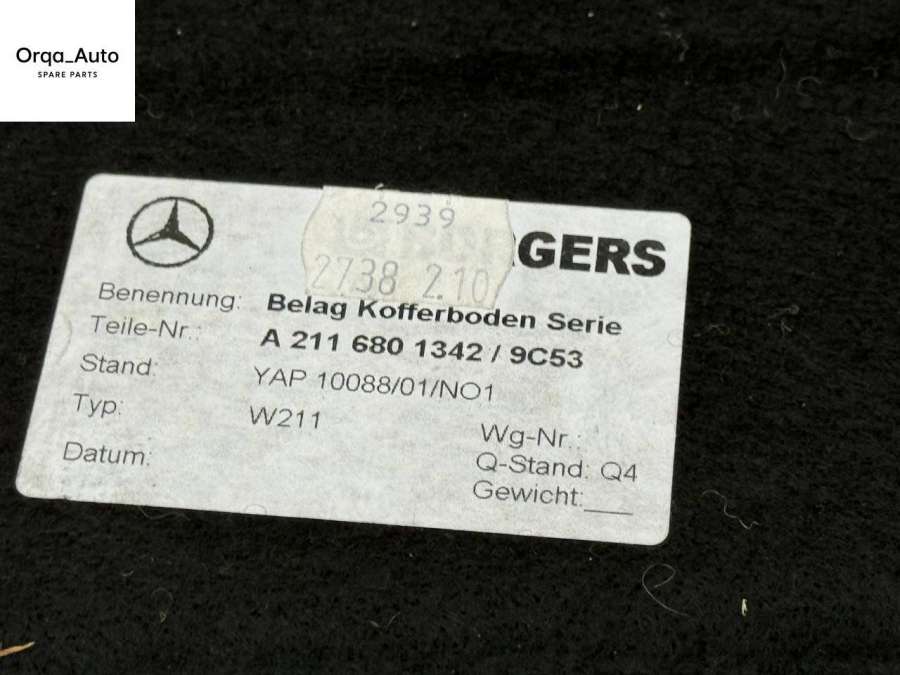 Orqa_Auto
SPARE PARTS
2939
GERS
2738 2.10
Benennung: Belag Kofferboden Serie
Teile-Nr.: A 211 680 1342 / 9C53
Stand: YAP 10088/01/NO1
Typ: W211
Wg-Nr.:
Q-Stand: Q4
Datum:
Gewicht:___